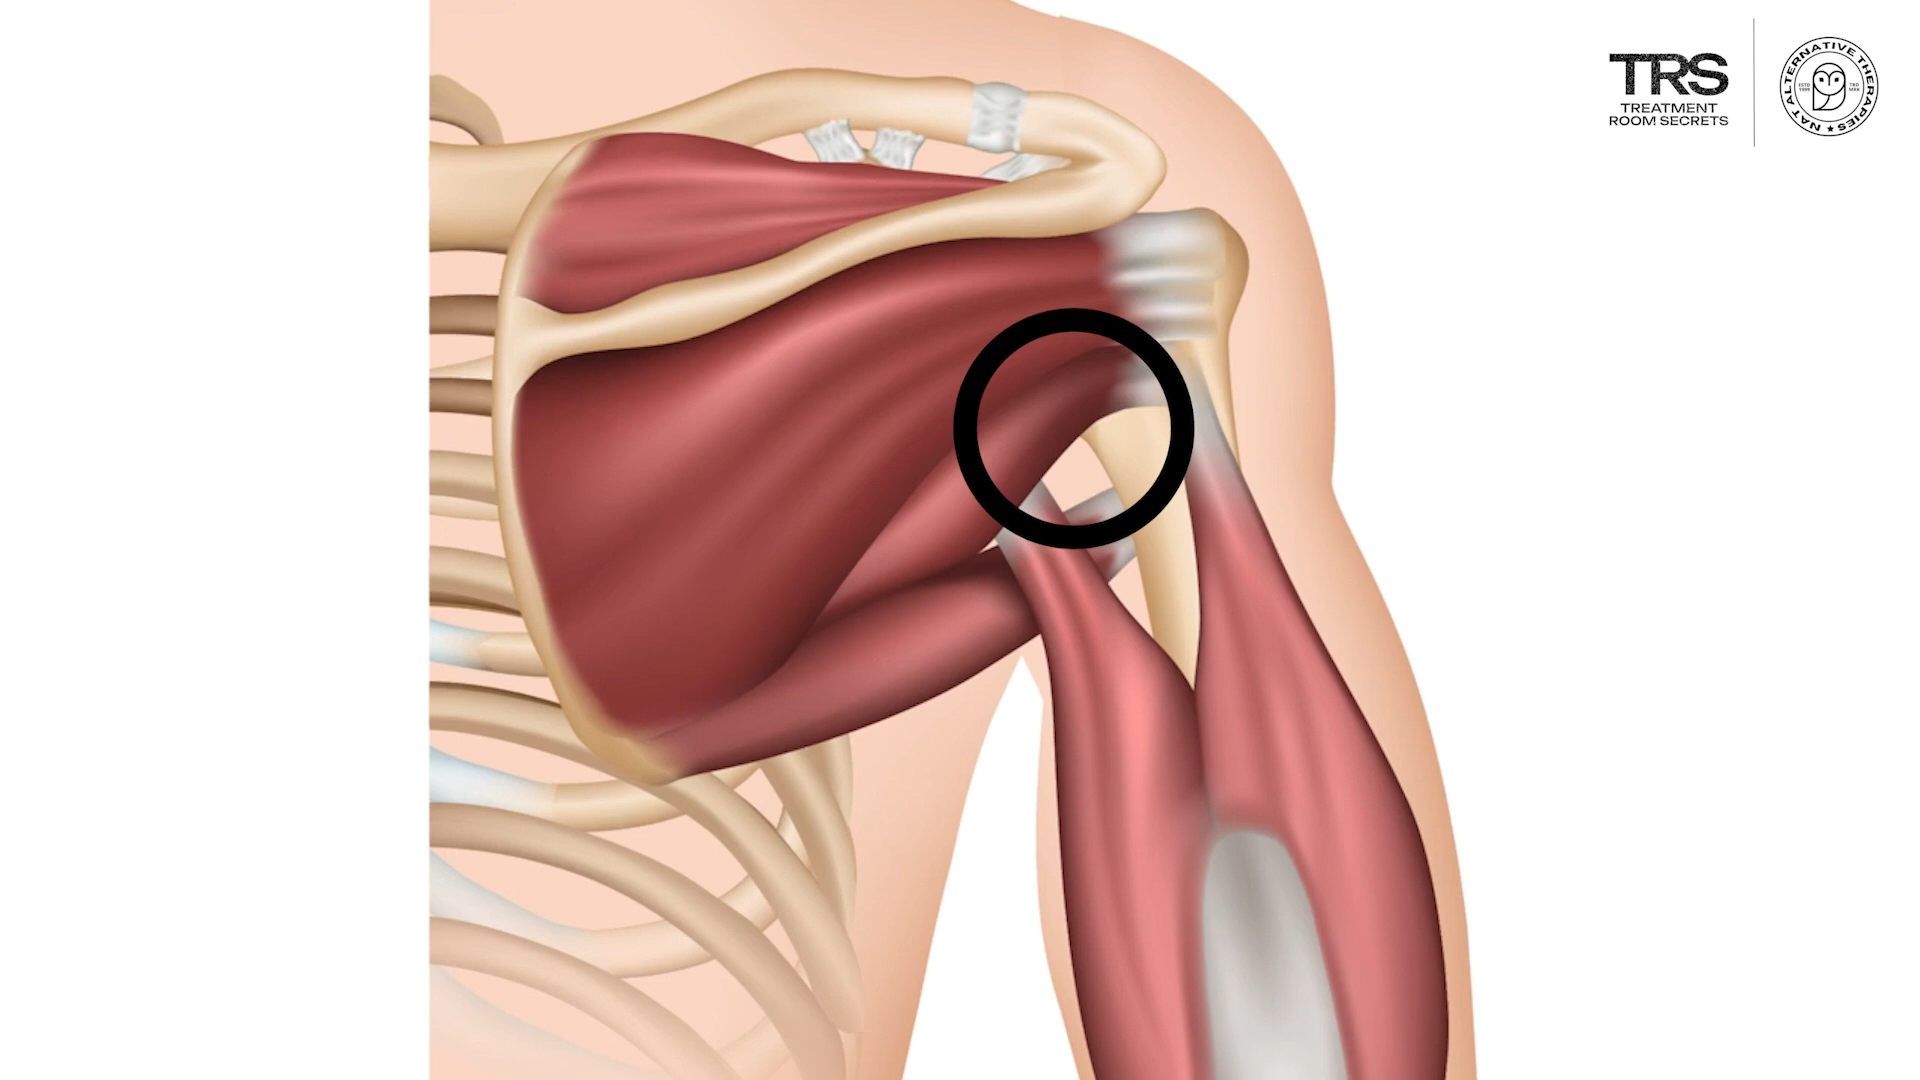 TRS
TREATMENT
ROOM SECRETS
NAT ALTERNATIVE THERAPIES ★